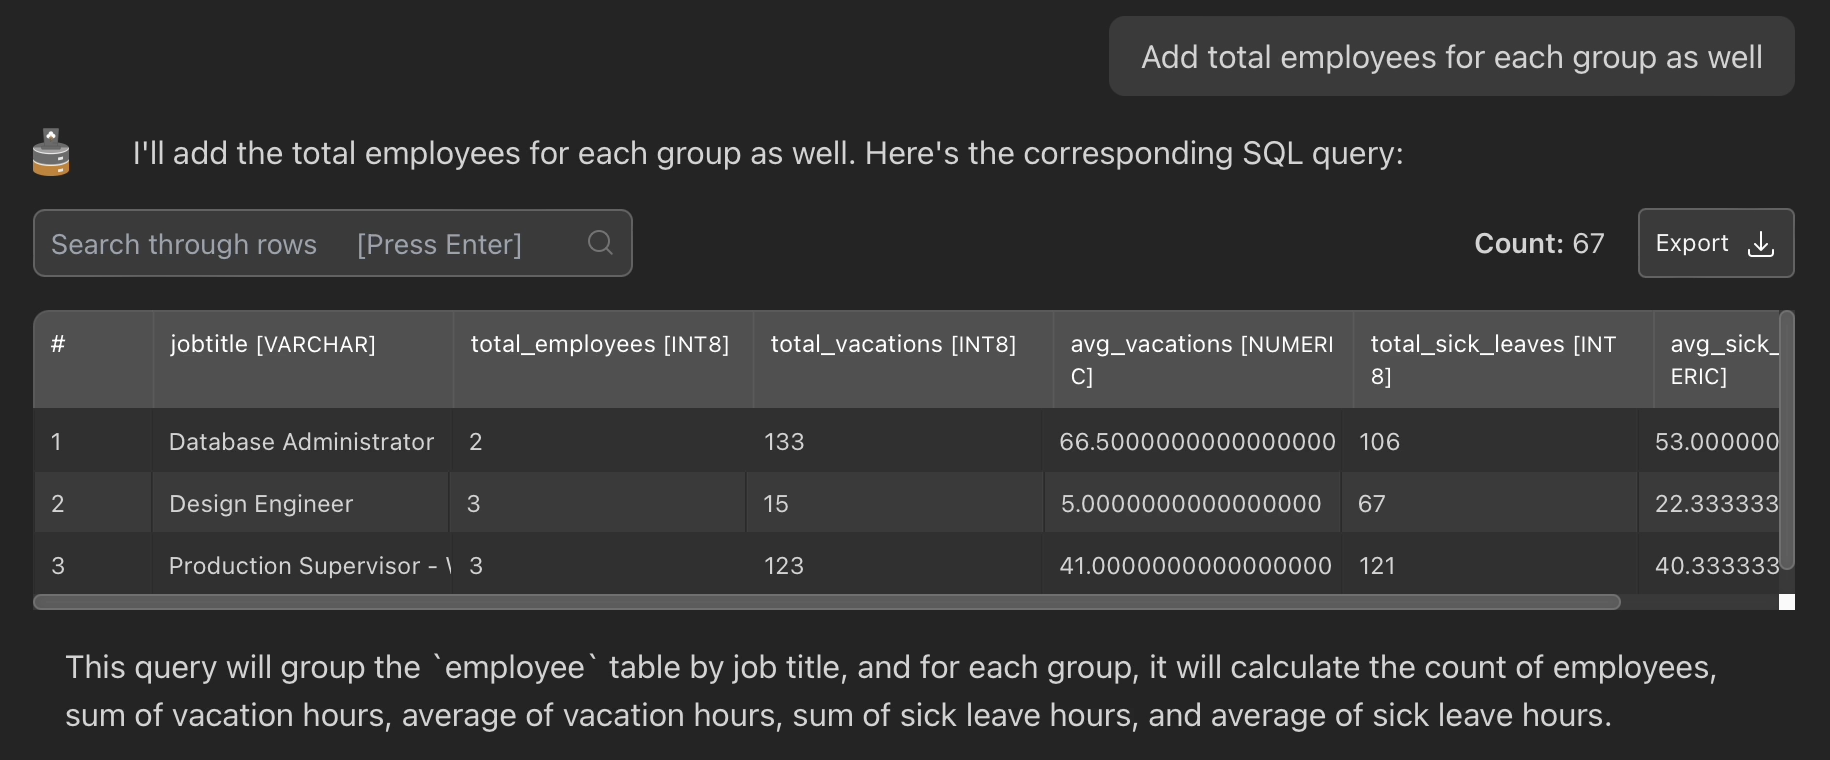 Add total employees for each group as well
I'll add the total employees for each group as well. Here's the corresponding SQL query:
Search through rows [Press Enter]
Count: 67
Export
# jobtitle [VARCHAR] total_employees [INT8] total_vacations [INT8] avg_vacations [NUMERI total_sick_leaves [INT avg_sick_
C] 8] ERIC]
1 Database Administrator 2 133 66.5000000000000000 106 53.000000
2 Design Engineer 3 15 5.0000000000000000 67 22.333333
3 Production Supervisor - 3 123 41.0000000000000000 121 40.333333
This query will group the `employee` table by job title, and for each group, it will calculate the count of employees,
sum of vacation hours, average of vacation hours, sum of sick leave hours, and average of sick leave hours.